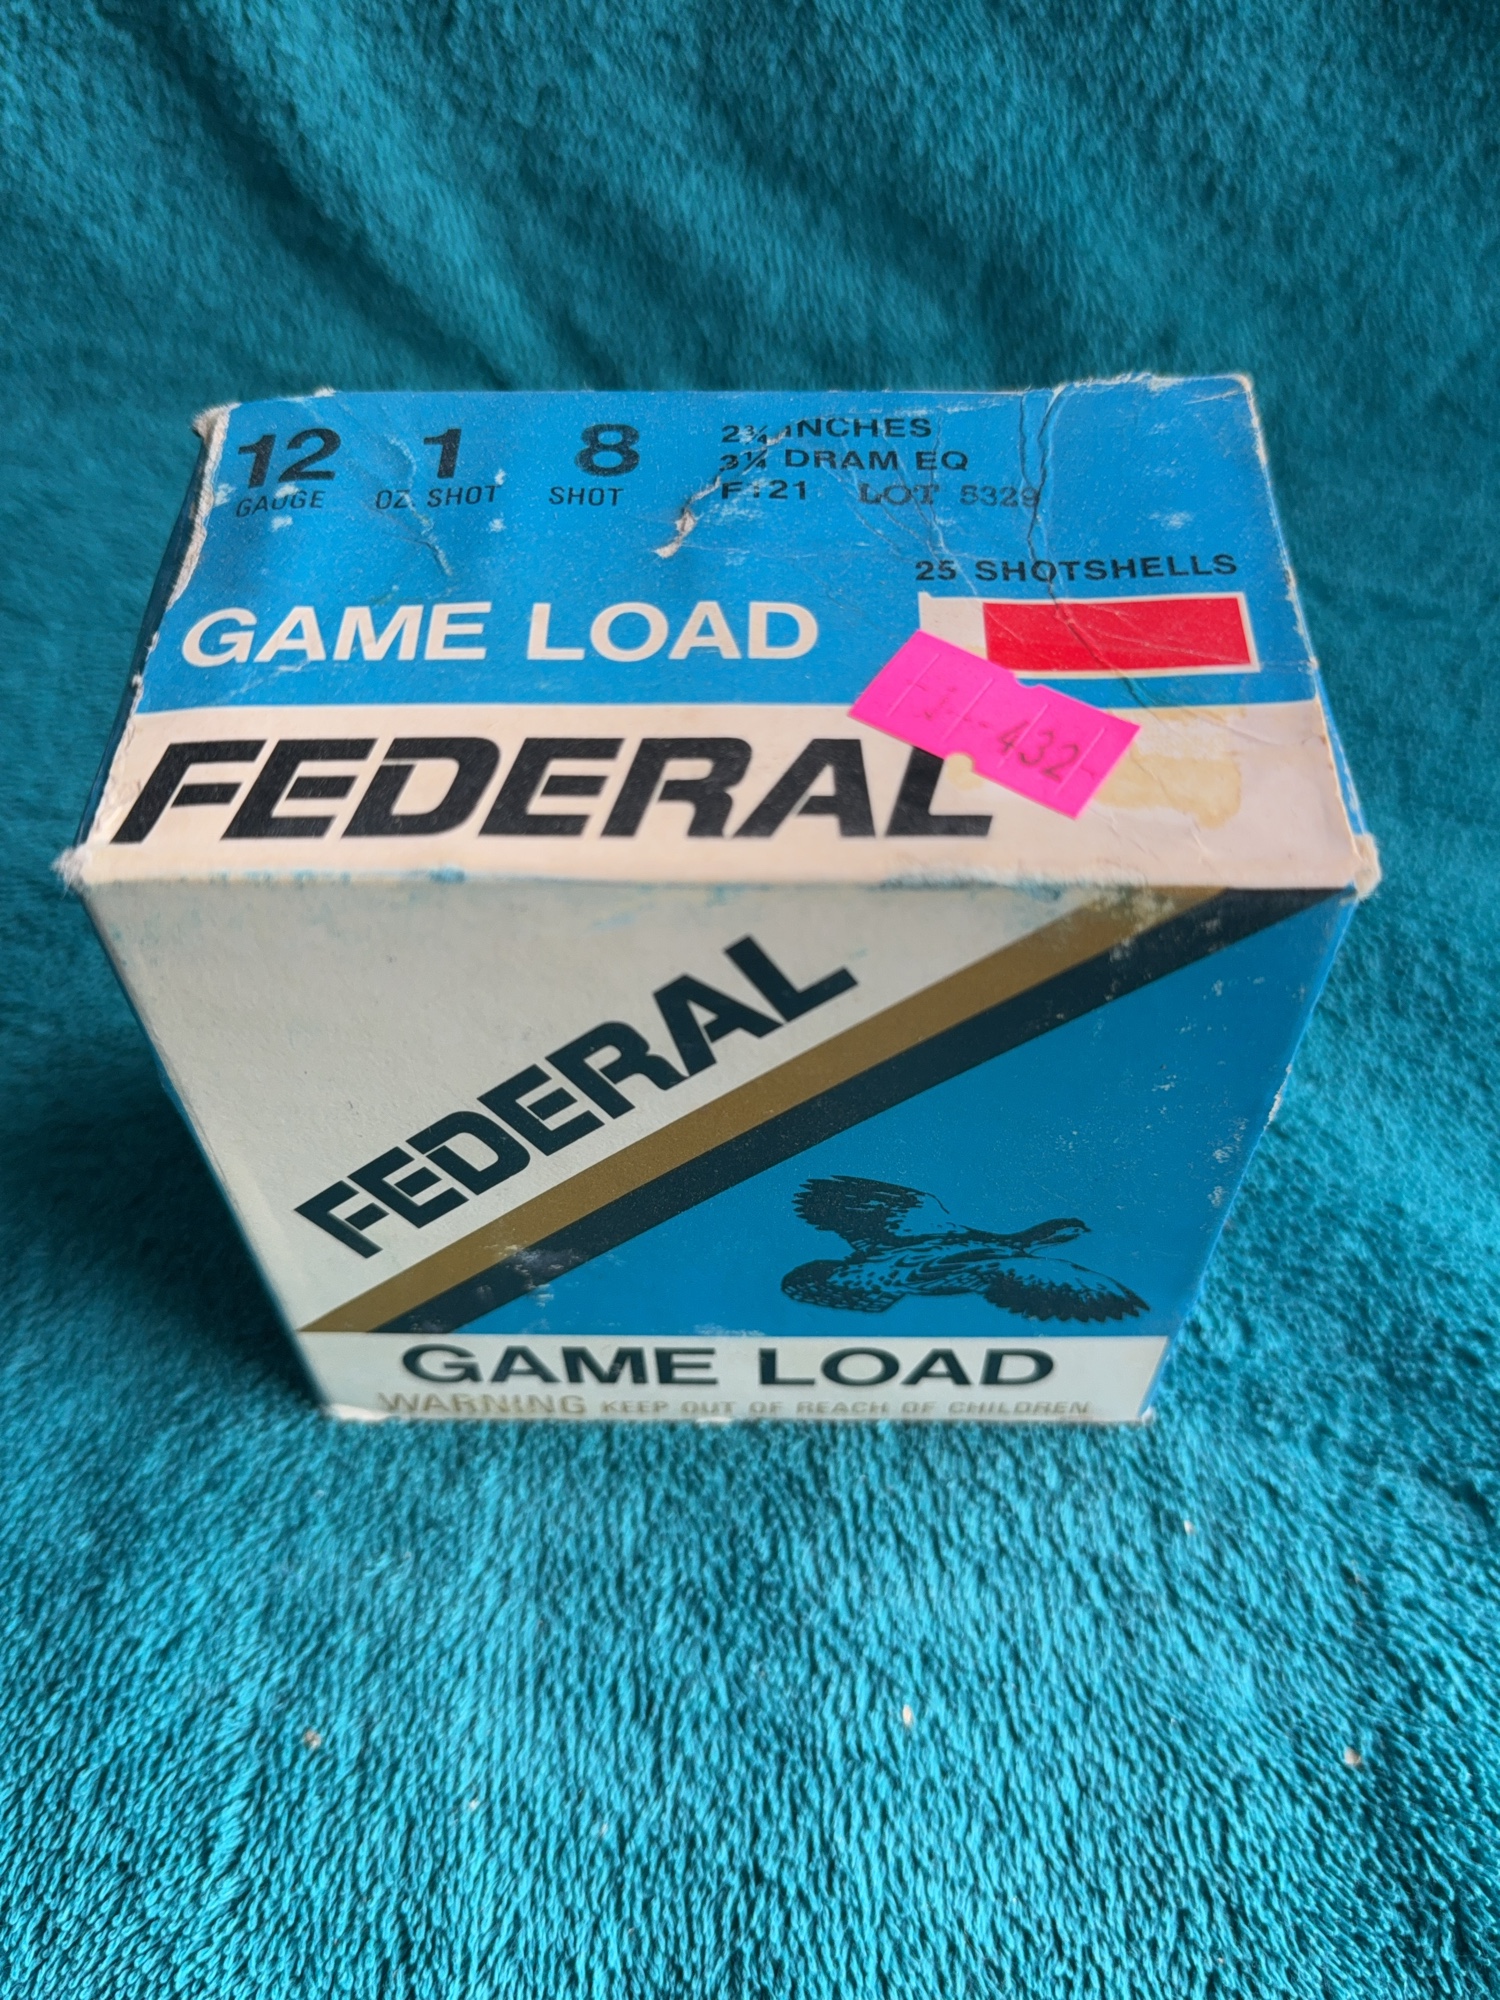 12 1 8
GAUGE OZ. SHOT SHOT
2¾ INCHES
3¼ DRAM EQ
LOT 5329
25 SHOTSHELLS
GAME LOAD
FEDERAL
432
FEDERAL
GAME LOAD
WARNING KEEP OUT OF REACH OF CHILDREN